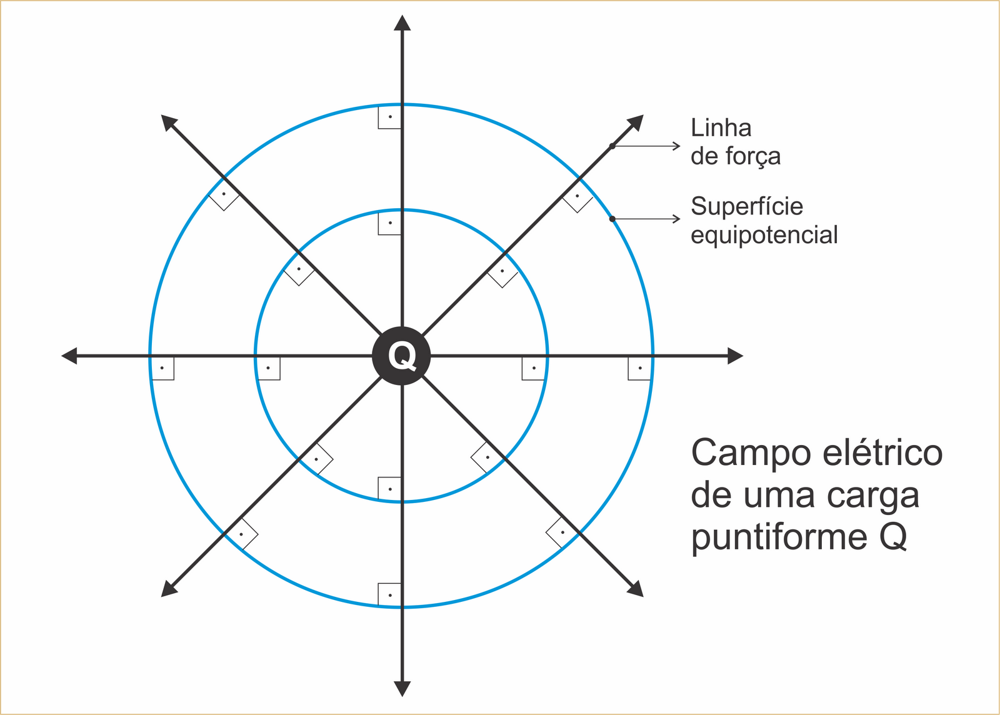 Linha
de força
Superfície
equipotencial
Q
Campo elétrico
de uma carga
puntiforme Q